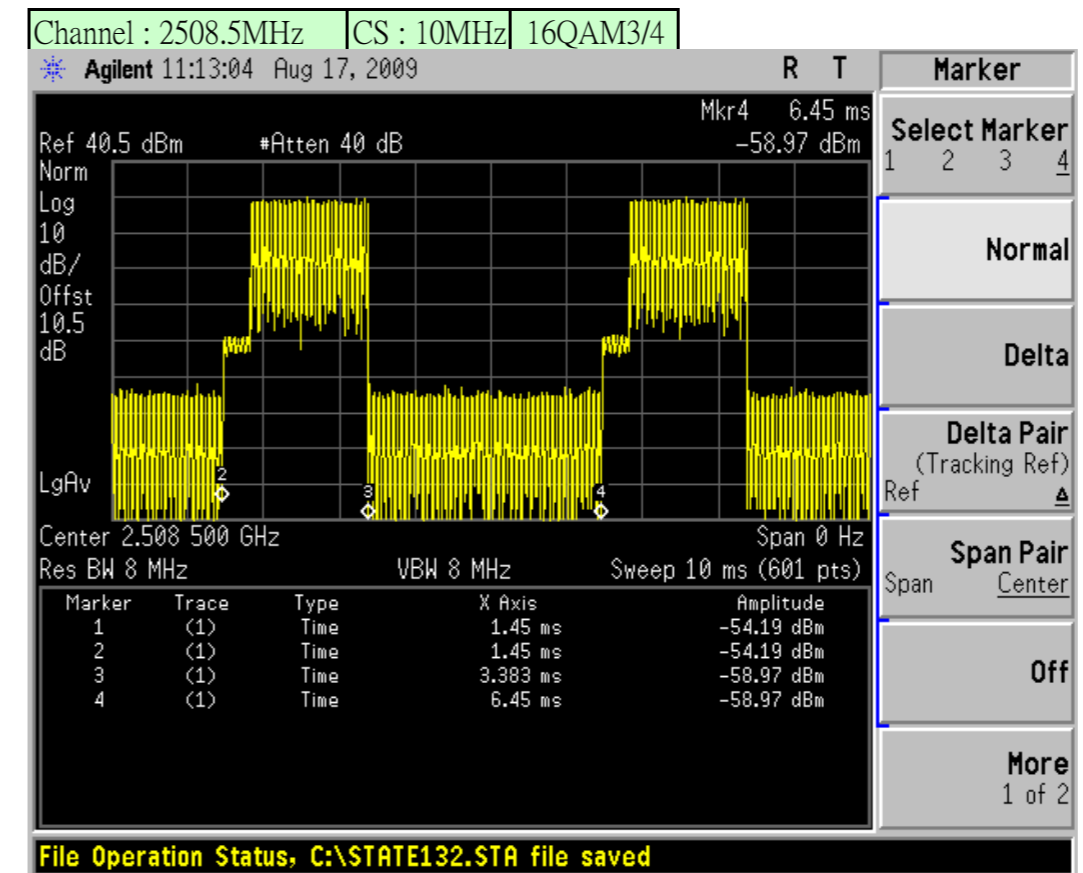 Channel : 2508.5MHz CS : 10MHz 16QAM3/4
Agilent 11:13:04 Aug 17, 2009 R T
Marker
Mkr4 6.45 ms
Ref 40.5 dBm #Atten 40 dB -58.97 dBm
Norm
Log
10
dB/
Offst
10.5
dB
LgAv
2
3
4
Center 2.508 500 GHz Span 0 Hz
Res BW 8 MHz VBW 8 MHz Sweep 10 ms (601 pts)
Marker Trace Type X Axis Amplitude
1 (1) Time 1.45 ms -54.19 dBm
2 (1) Time 1.45 ms -54.19 dBm
3 (1) Time 3.383 ms -58.97 dBm
4 (1) Time 6.45 ms -58.97 dBm
Select Marker
1 2 3 4
Normal
Delta
Delta Pair
(Tracking Ref)
Ref Δ
Span Pair
Span Center
Off
More
1 of 2
File Operation Status, C:\STATE132.STA file saved